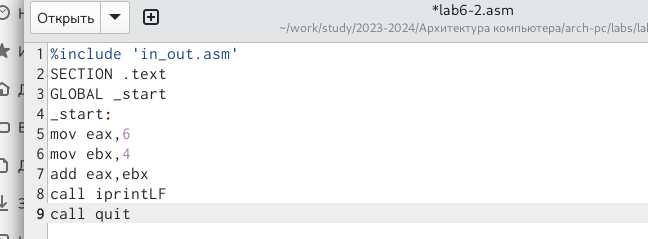 Открыть
*lab6-2.asm
~/work/study/2023-2024/Архитектура компьютера/arch-pc/labs/lal
1 %include 'in_out.asm'
2 SECTION .text
3 GLOBAL _start
4 _start:
5 mov eax,6
6 mov ebx,4
7 add eax,ebx
8 call iprintLF
9 call quit